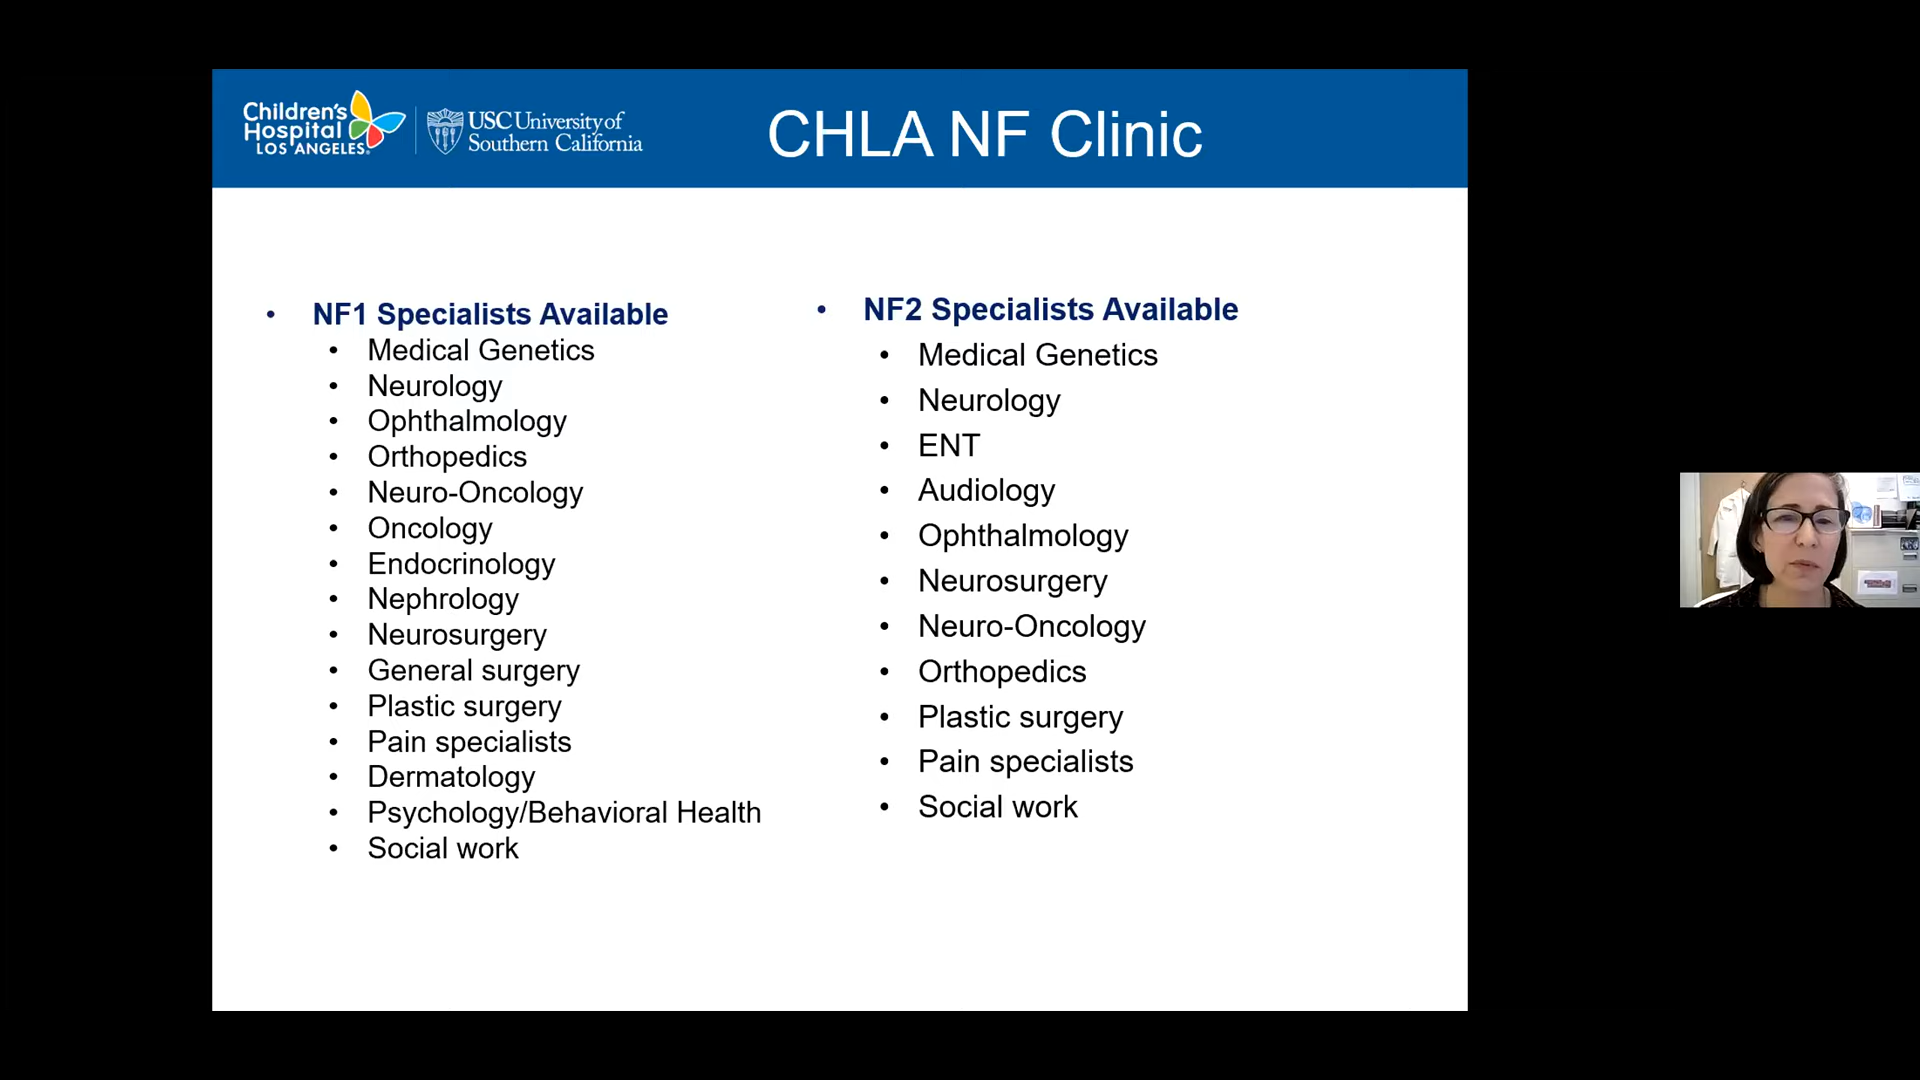 Children's
Hospital
LOS ANGELES®
USC University of
Southern California
CHLA NF Clinic
• NF1 Specialists Available
• Medical Genetics
• Neurology
• Ophthalmology
• Orthopedics
• Neuro-Oncology
• Oncology
• Endocrinology
• Nephrology
• Neurosurgery
• General surgery
• Plastic surgery
• Pain specialists
• Dermatology
• Psychology/Behavioral Health
• Social work
• NF2 Specialists Available
• Medical Genetics
• Neurology
• ENT
• Audiology
• Ophthalmology
• Neurosurgery
• Neuro-Oncology
• Orthopedics
• Plastic surgery
• Pain specialists
• Social work